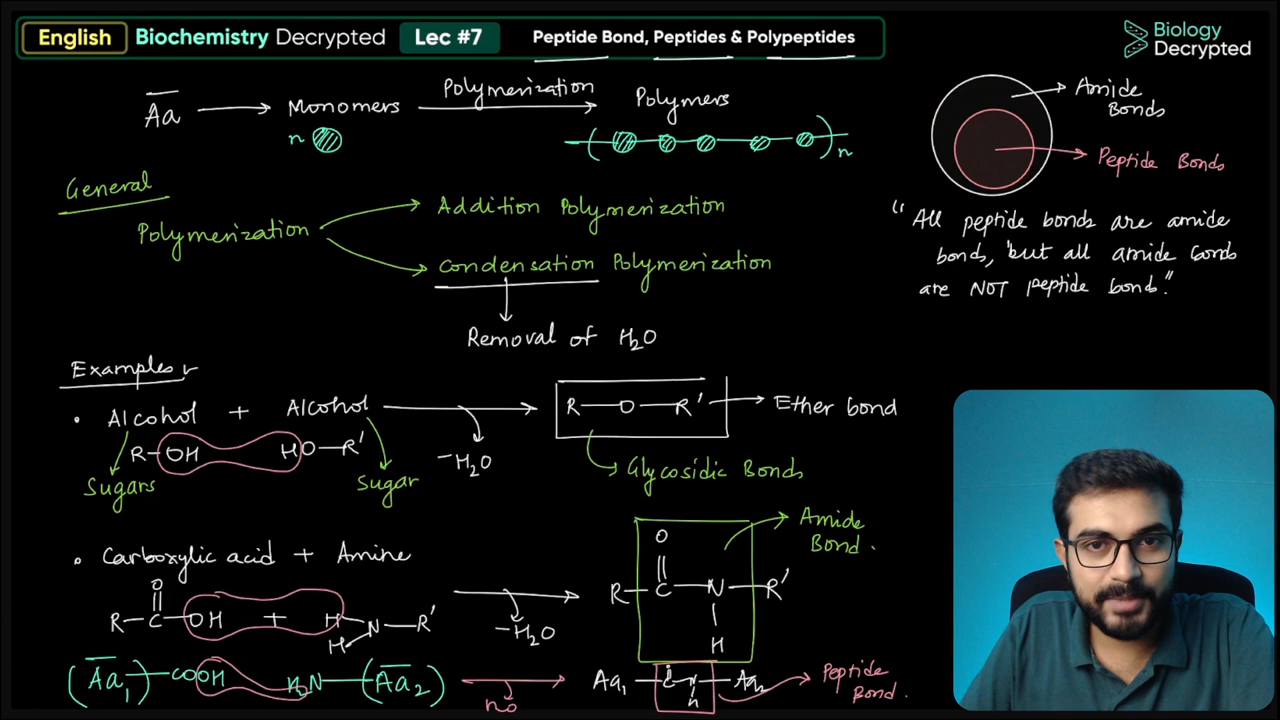 English Biochemistry Decrypted Lec #7 Peptide Bond, Peptides & Polypeptides
Biology
Decrypted
Aa → Monomers Polymerization → Polymers
n ( )n
Amide
Bonds
Peptide Bonds
General
Polymerization
Addition Polymerization
Condensation Polymerization
Removal of H₂O
"All peptide bonds are amide
bonds, but all amide bonds
are NOT peptide bond."
Examples
• Alcohol + Alcohol → R—O—R' → Ether bond
R—OH HO—R' -H₂O
Sugars Sugar Glycosidic Bonds
• Carboxylic acid + Amine
Amide
Bond.
O
R—C—OH + H—N—R'
H
-H₂O
O
R—C—N—R'
H
(Aa₁)—COOH H₂N—(Aa₂) → Aa₁—C—N—Aa₂
Peptide
Bond.